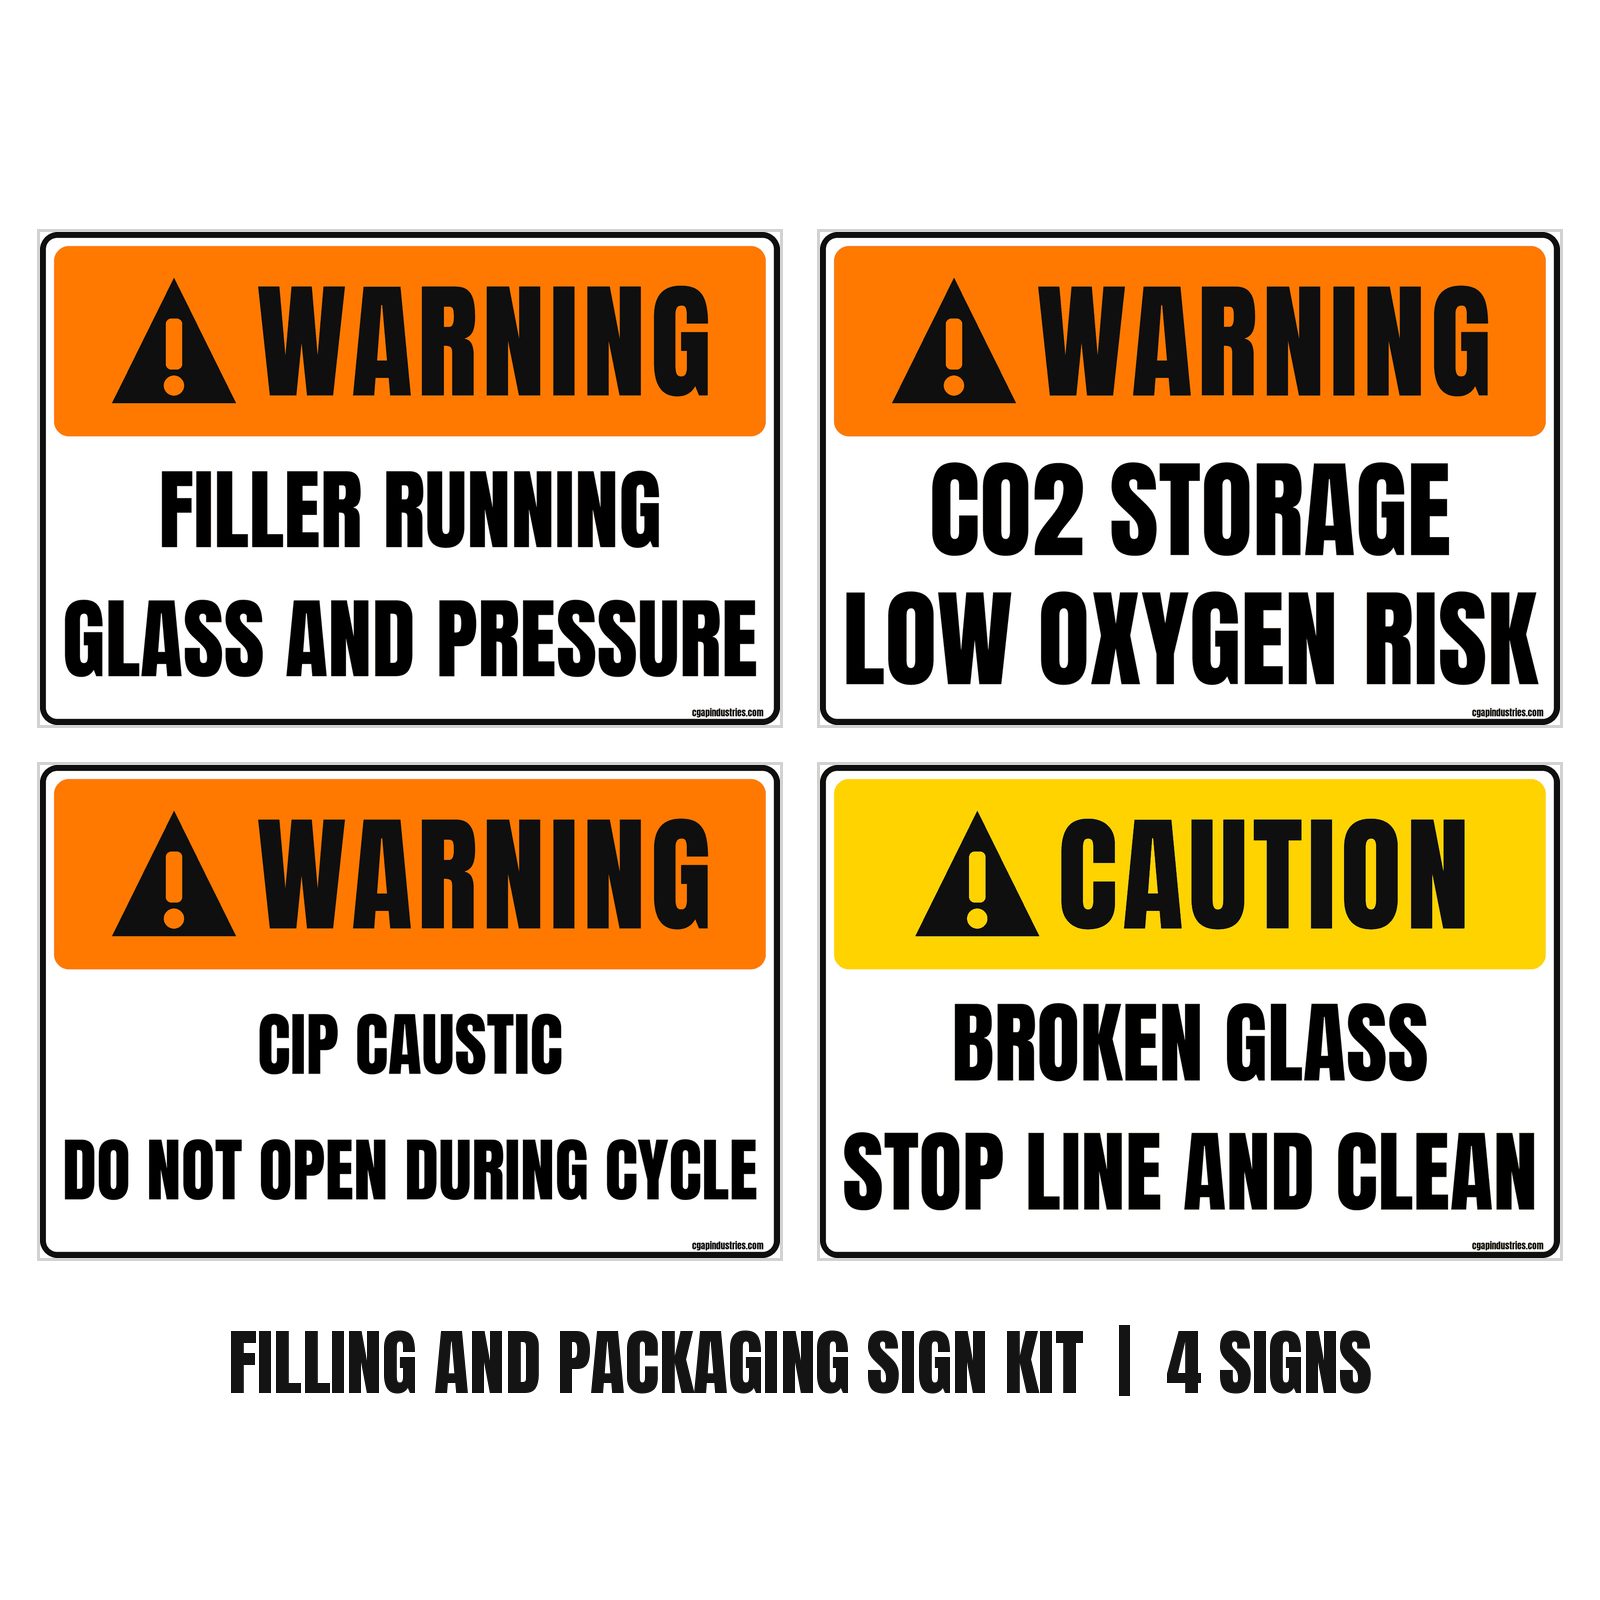 WARNING
FILLER RUNNING
GLASS AND PRESSURE
cgapindustries.com
WARNING
CO2 STORAGE
LOW OXYGEN RISK
cgapindustries.com
WARNING
CIP CAUSTIC
DO NOT OPEN DURING CYCLE
cgapindustries.com
CAUTION
BROKEN GLASS
STOP LINE AND CLEAN
cgapindustries.com
FILLING AND PACKAGING SIGN KIT | 4 SIGNS